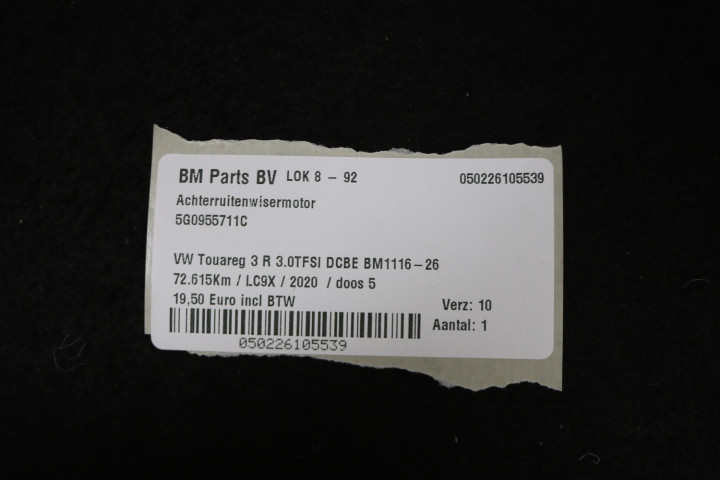 BM Parts BV LOK 8 - 92 050226105539
Achterruitenwisermotor
5G0955711C
VW Touareg 3 R 3.0TFSI DCBE BM1116-26
72.615Km / LC9X / 2020 / doos 5
19,50 Euro incl BTW Verz: 10
Aantal: 1
050226105539